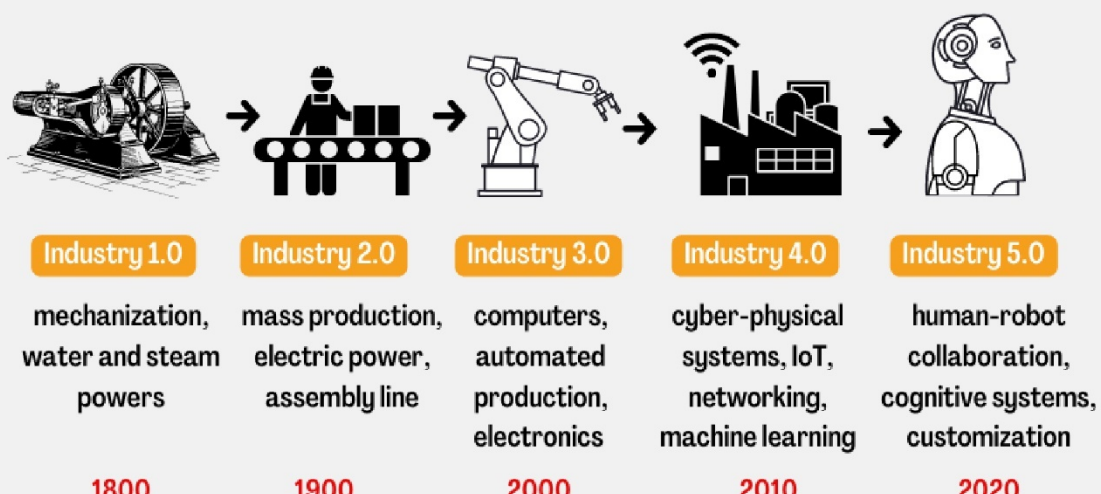 Industry 1.0
mechanization,
water and steam
powers
1800
Industry 2.0
mass production,
electric power,
assembly line
1900
Industry 3.0
computers,
automated
production,
electronics
2000
Industry 4.0
cyber-physical
systems, IoT,
networking,
machine learning
2010
Industry 5.0
human-robot
collaboration,
cognitive systems,
customization
2020